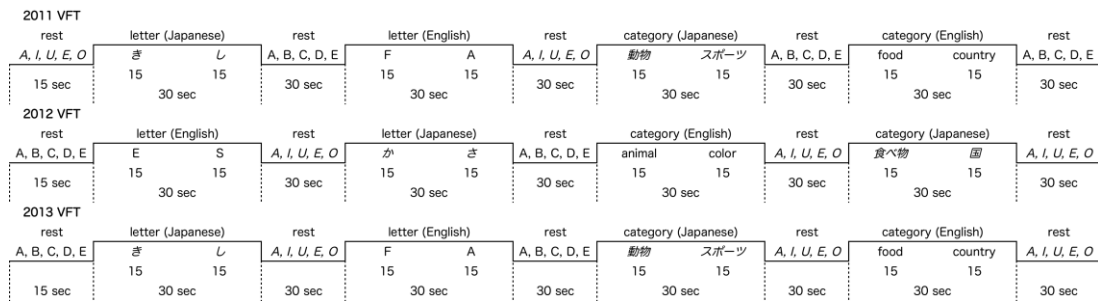 2011 VFT
rest letter (Japanese) rest letter (English) rest category (Japanese) rest category (English) rest
A, I, U, E, O き し A, B, C, D, E F A A, I, U, E, O 動物 スポーツ A, B, C, D, E food country A, B, C, D, E
15 15 15 15 15 15 15 15
15 sec 30 sec 30 sec 30 sec 30 sec 30 sec 30 sec 30 sec 30 sec
2012 VFT
rest letter (English) rest letter (Japanese) rest category (English) rest category (Japanese) rest
A, B, C, D, E E S A, I, U, E, O か さ A, B, C, D, E animal color A, I, U, E, O 食べ物 国 A, I, U, E, O
15 15 15 15 15 15 15 15
15 sec 30 sec 30 sec 30 sec 30 sec 30 sec 30 sec 30 sec 30 sec
2013 VFT
rest letter (Japanese) rest letter (English) rest category (Japanese) rest category (English) rest
A, B, C, D, E き し A, I, U, E, O F A A, B, C, D, E 動物 スポーツ A, I, U, E, O food country A, I, U, E, O
15 15 15 15 15 15 15 15
15 sec 30 sec 30 sec 30 sec 30 sec 30 sec 30 sec 30 sec 30 sec